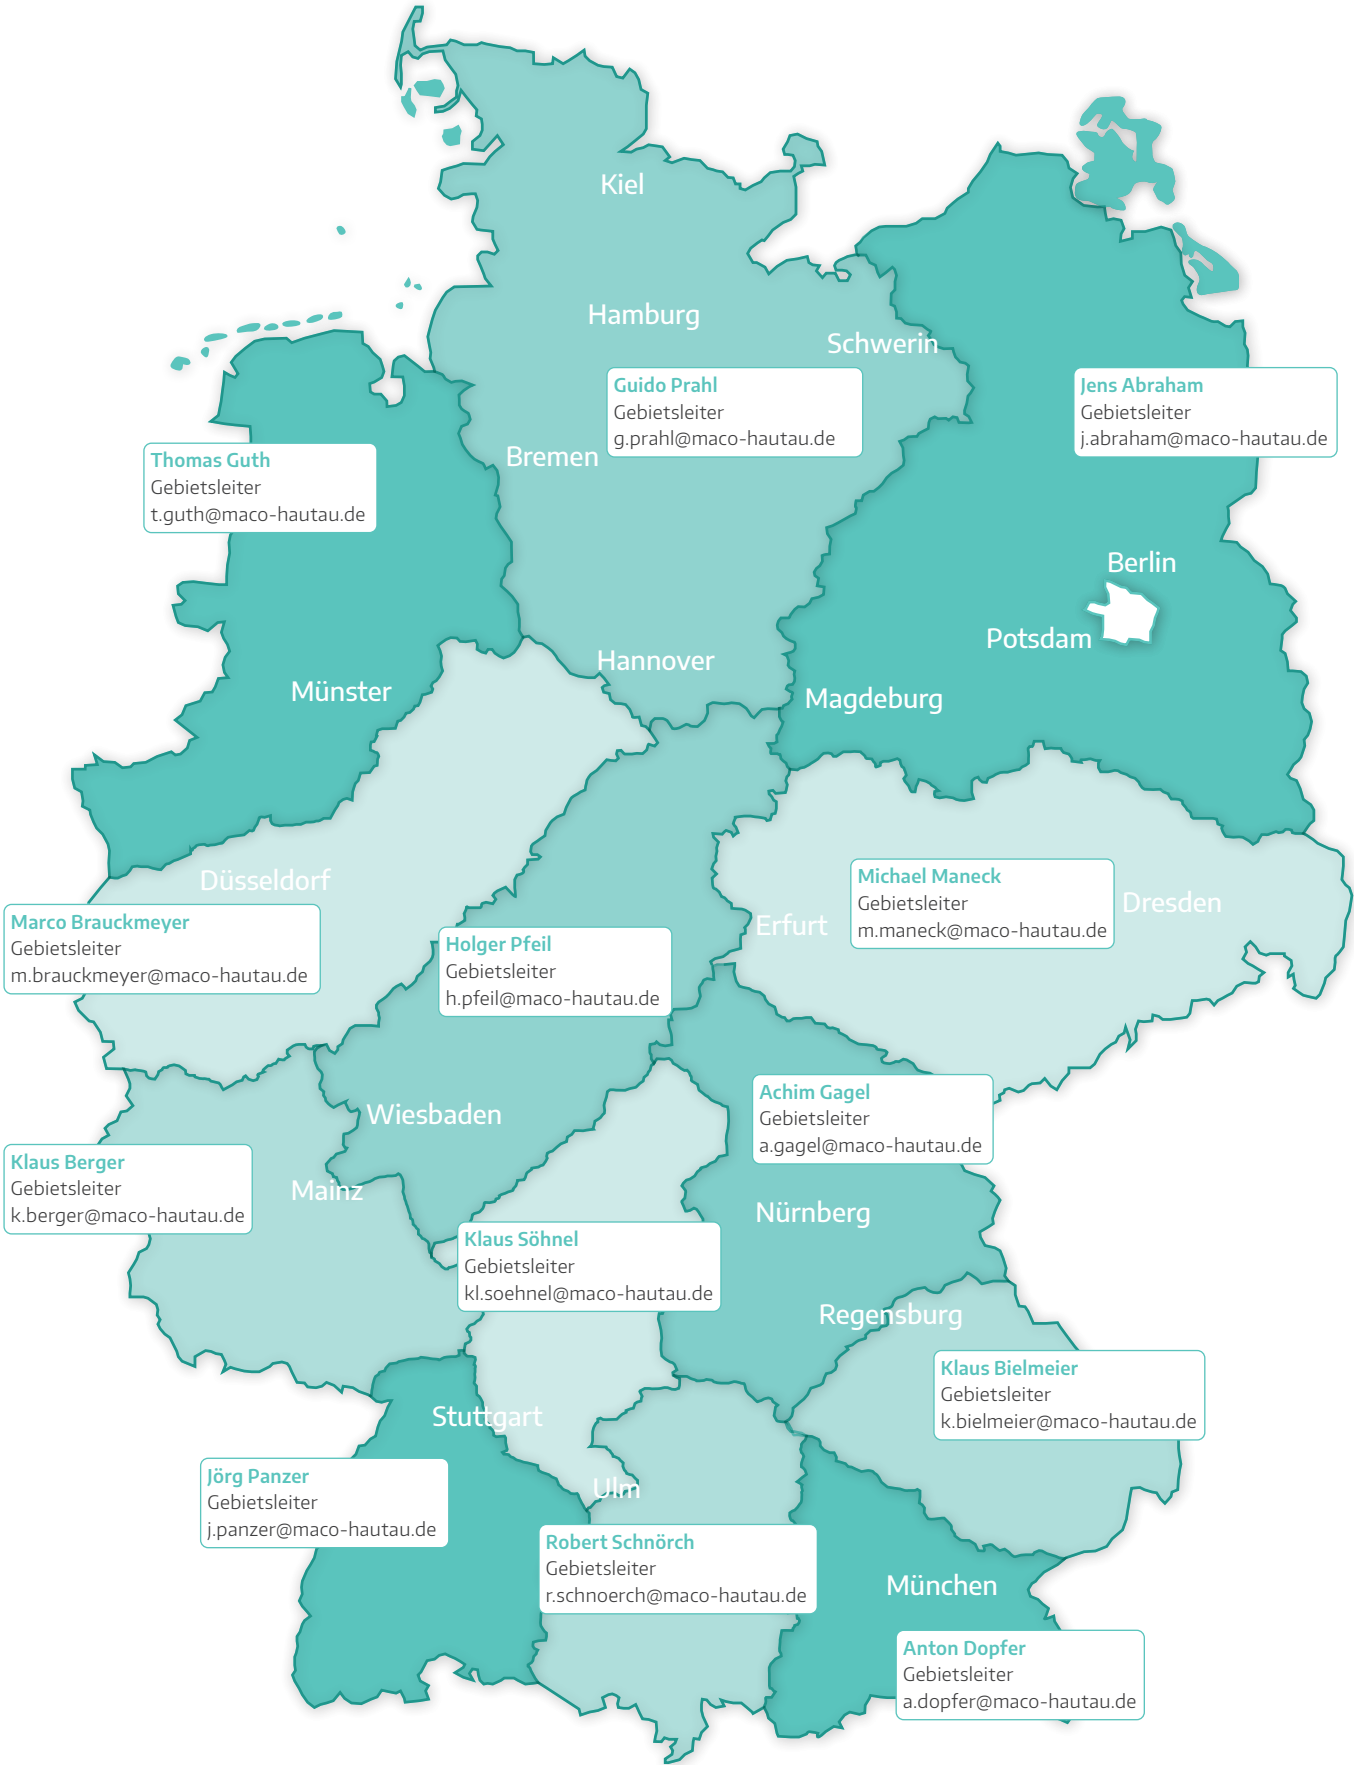 Kiel
Hamburg
Schwerin
Guido Prahl
Gebietsleiter
g.prahl@maco-hautau.de
Jens Abraham
Gebietsleiter
j.abraham@maco-hautau.de
Bremen
Thomas Guth
Gebietsleiter
t.guth@maco-hautau.de
Berlin
Potsdam
Hannover
Münster
Magdeburg
Düsseldorf
Michael Maneck
Gebietsleiter
m.maneck@maco-hautau.de
Dresden
Erfurt
Marco Brauckmeyer
Gebietsleiter
m.brauckmeyer@maco-hautau.de
Holger Pfeil
Gebietsleiter
h.pfeil@maco-hautau.de
Achim Gagel
Gebietsleiter
a.gagel@maco-hautau.de
Wiesbaden
Klaus Berger
Gebietsleiter
k.berger@maco-hautau.de
Mainz
Nürnberg
Klaus Söhnel
Gebietsleiter
kl.soehnel@maco-hautau.de
Regensburg
Klaus Bielmeier
Gebietsleiter
k.bielmeier@maco-hautau.de
Stuttgart
Jörg Panzer
Gebietsleiter
j.panzer@maco-hautau.de
Ulm
Robert Schnörch
Gebietsleiter
r.schnoerch@maco-hautau.de
München
Anton Dopfer
Gebietsleiter
a.dopfer@maco-hautau.de